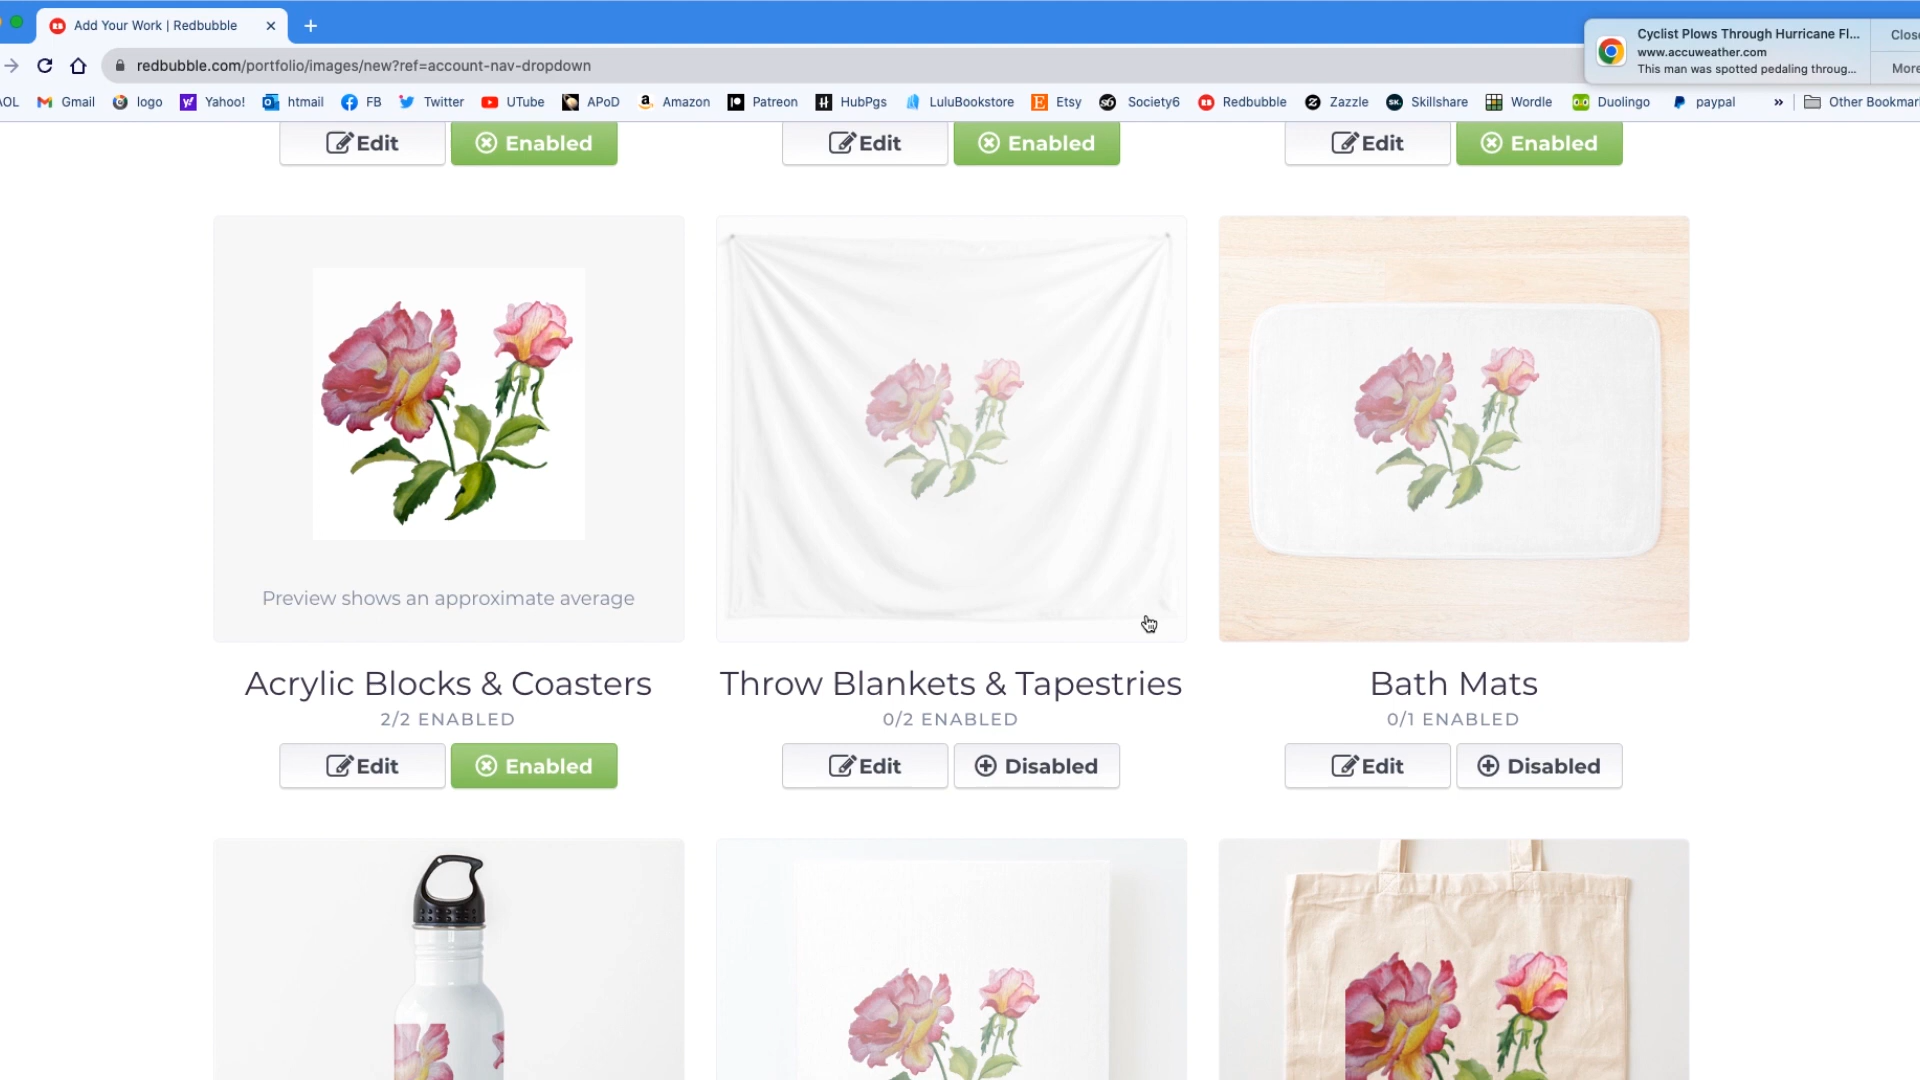 Add Your Work | Redbubble
Cyclist Plows Through Hurricane Fl...
www.accuweather.com
This man was spotted pedaling throug...
Close
More
redbubble.com/portfolio/images/new?ref=account-nav-dropdown
AOL Gmail logo Yahoo! htmail FB Twitter UTube APoD Amazon Patreon HubPgs LuluBookstore Etsy Society6 Redbubble Zazzle Skillshare Wordle Duolingo paypal » Other Bookmar
Edit Enabled Edit Enabled Edit Enabled
Preview shows an approximate average
Acrylic Blocks & Coasters Throw Blankets & Tapestries Bath Mats
2/2 ENABLED 0/2 ENABLED 0/1 ENABLED
Edit Enabled Edit Disabled Edit Disabled